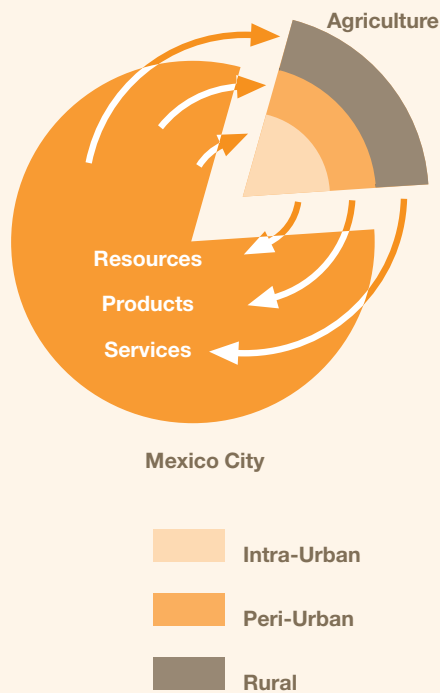 Agriculture
Resources
Products
Services
Mexico City
Intra-Urban
Peri-Urban
Rural